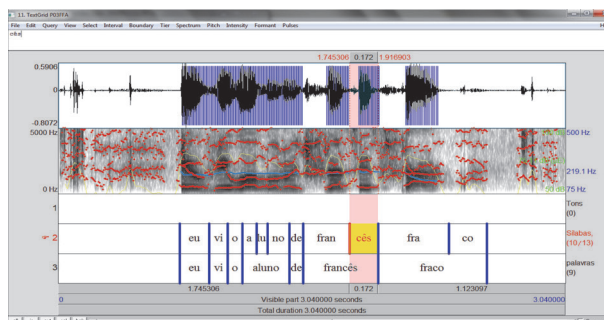 11. TextGrid PD3FFA
File Edit Query View Select Interval Boundary Tier Spectrum Pitch Intensity Formant Pulses
cês
1.745306 0.172 1.916903
0.5906
0
-0.8072
5000 Hz 500 Hz
219.1 Hz
0 Hz 75 Hz
1 Tons
(0)
2 eu vi o a lu no de fran cês fra co Sílabas,
(10/13)
3 eu vi o aluno de francês fraco palavras
(9)
1.745306 0.172 1.123097
0 Visible part 3.040000 seconds 3.040000
Total duration 3.040000 seconds